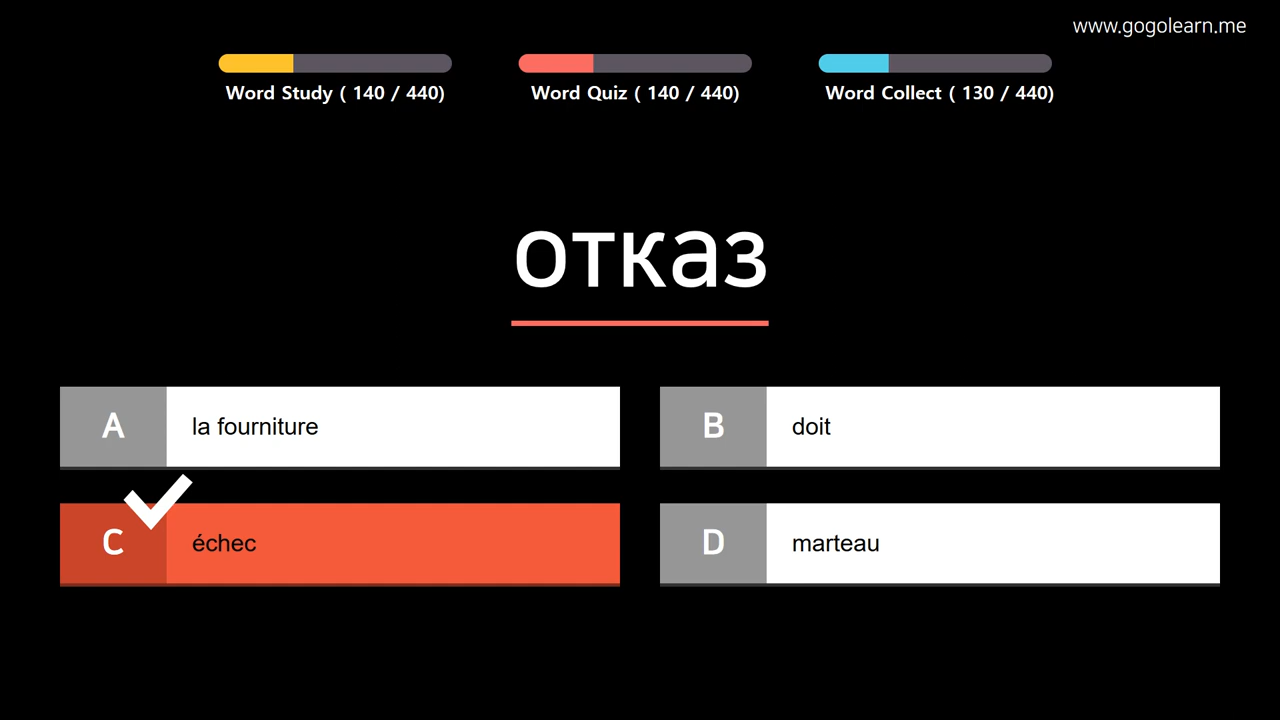 www.gogolearn.me
Word Study ( 140 / 440)
Word Quiz ( 140 / 440)
Word Collect ( 130 / 440)
отказ
A la fourniture
B doit
C échec
D marteau